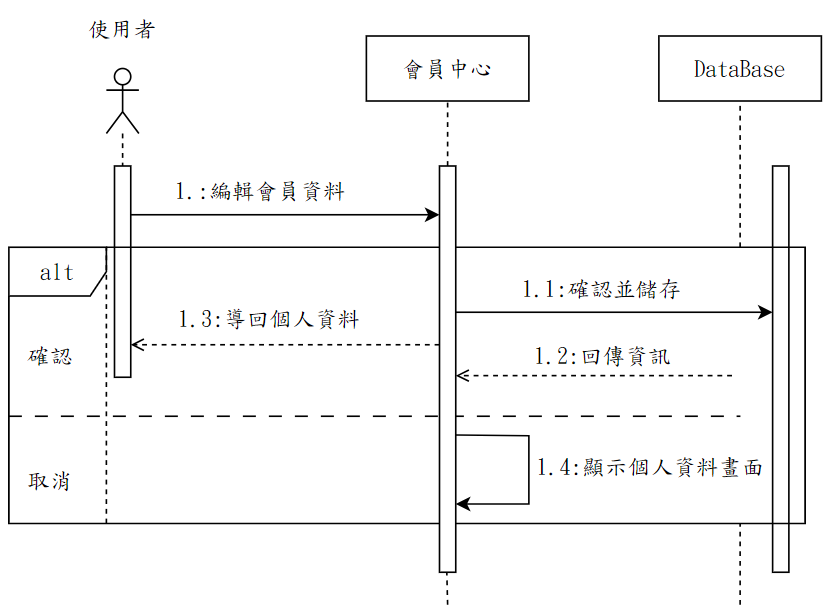 使用者
會員中心
DataBase
1.:編輯會員資料
alt
1.1:確認並儲存
1.3:導回個人資料
確認
1.2:回傳資訊
取消
1.4:顯示個人資料畫面